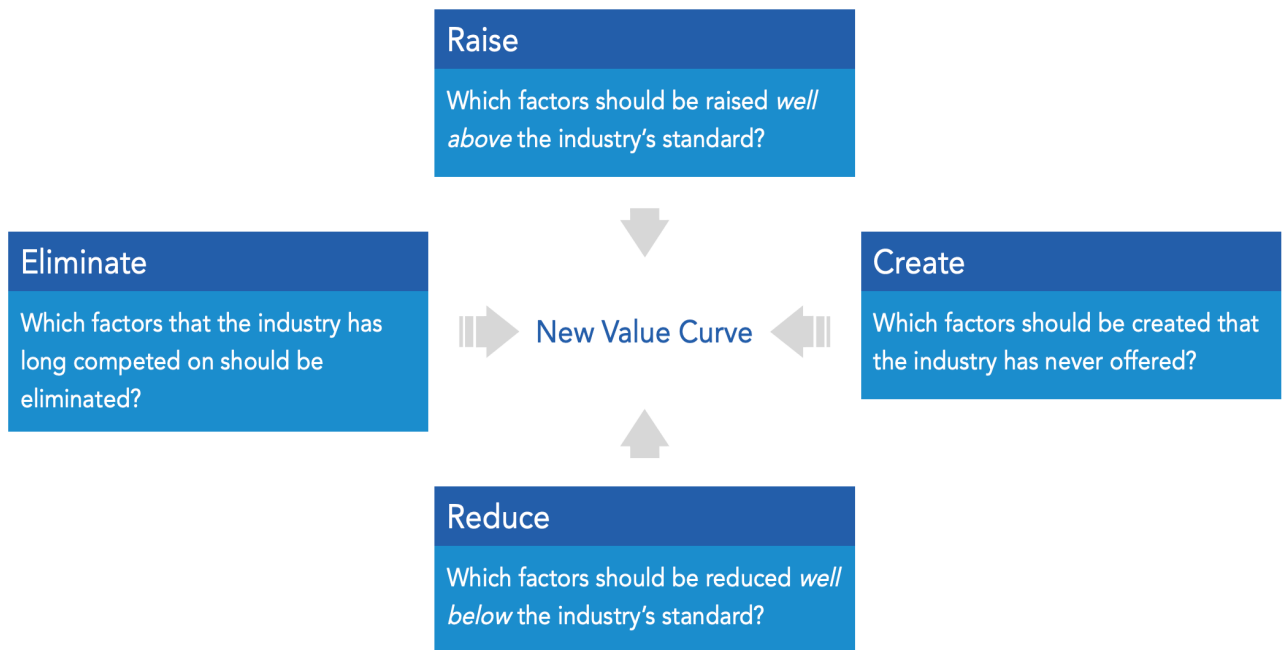 Raise
Which factors should be raised well
above the industry’s standard?
Eliminate
Which factors that the industry has
long competed on should be
eliminated?
New Value Curve
Create
Which factors should be created that
the industry has never offered?
Reduce
Which factors should be reduced well
below the industry’s standard?